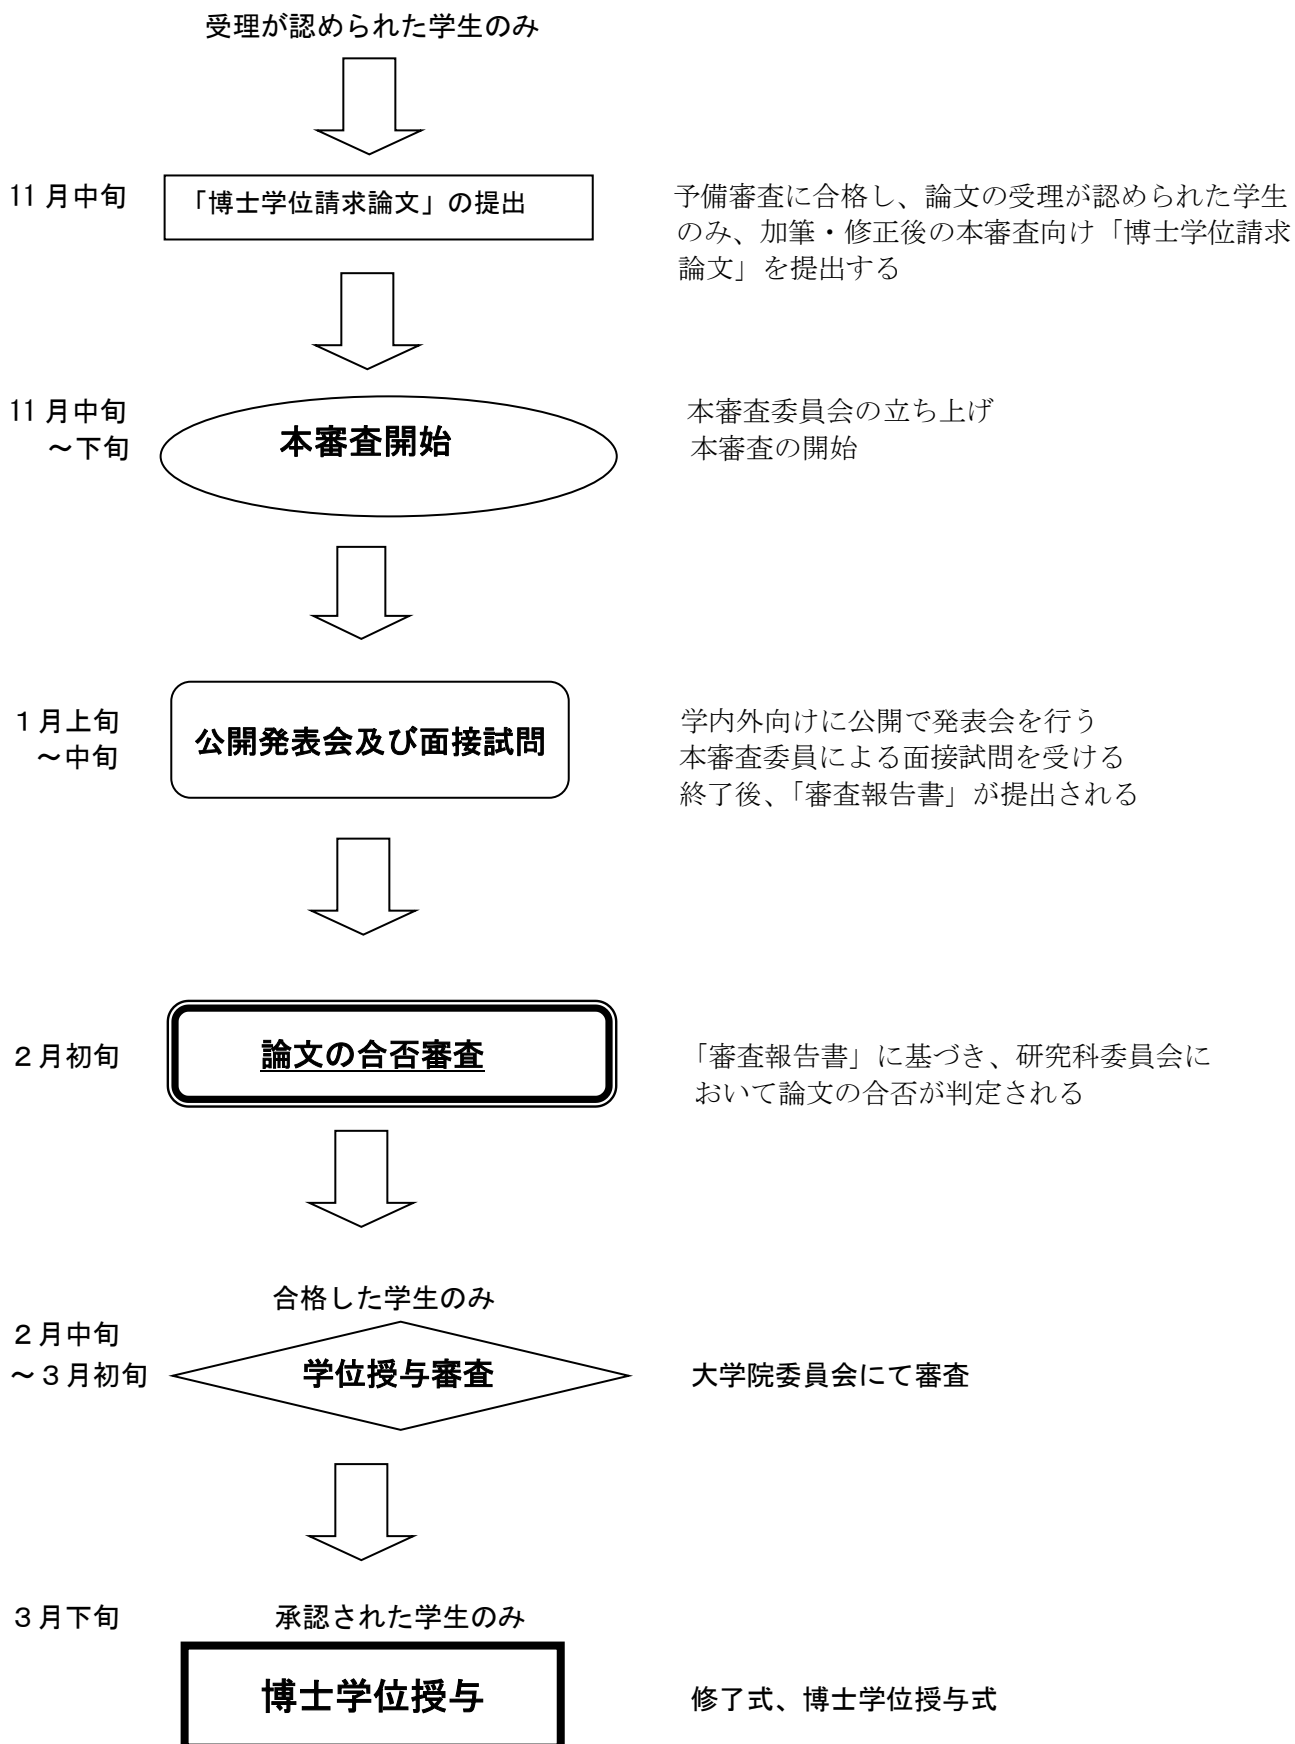 受理が認められた学生のみ
11月中旬
「博士学位請求論文」の提出
予備審査に合格し、論文の受理が認められた学生
のみ、加筆・修正後の本審査向け「博士学位請求
論文」を提出する
11月中旬
～下旬
本審査開始
本審査委員会の立ち上げ
本審査の開始
１月上旬
～中旬
公開発表会及び面接試問
学内外向けに公開で発表会を行う
本審査委員による面接試問を受ける
終了後、「審査報告書」が提出される
２月初旬
論文の合否審査
「審査報告書」に基づき、研究科委員会に
おいて論文の合否が判定される
合格した学生のみ
２月中旬
～３月初旬
学位授与審査
大学院委員会にて審査
３月下旬
承認された学生のみ
博士学位授与
修了式、博士学位授与式